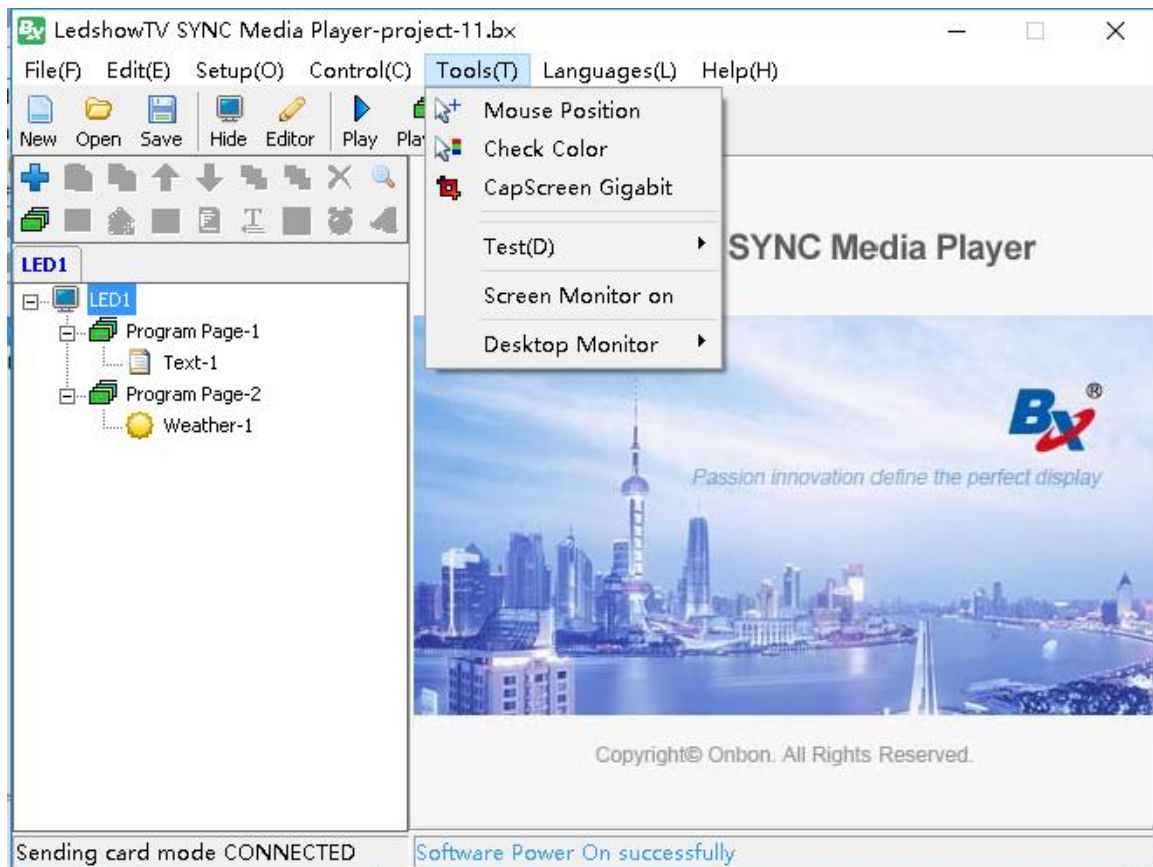 LedshowTV SYNC Media Player-project-11.bx
File(F) Edit(E) Setup(O) Control(C) Tools(T) Languages(L) Help(H)
New Open Save Hide Editor Play
Mouse Position
Check Color
CapScreen Gigabit
Test(D)
Screen Monitor on
Desktop Monitor
LED1
LED1
Program Page-1
Text-1
Program Page-2
Weather-1
SYNC Media Player
BX®
Passion innovation define the perfect display
Copyright© Onbon. All Rights Reserved.
Sending card mode CONNECTED
Software Power On successfully